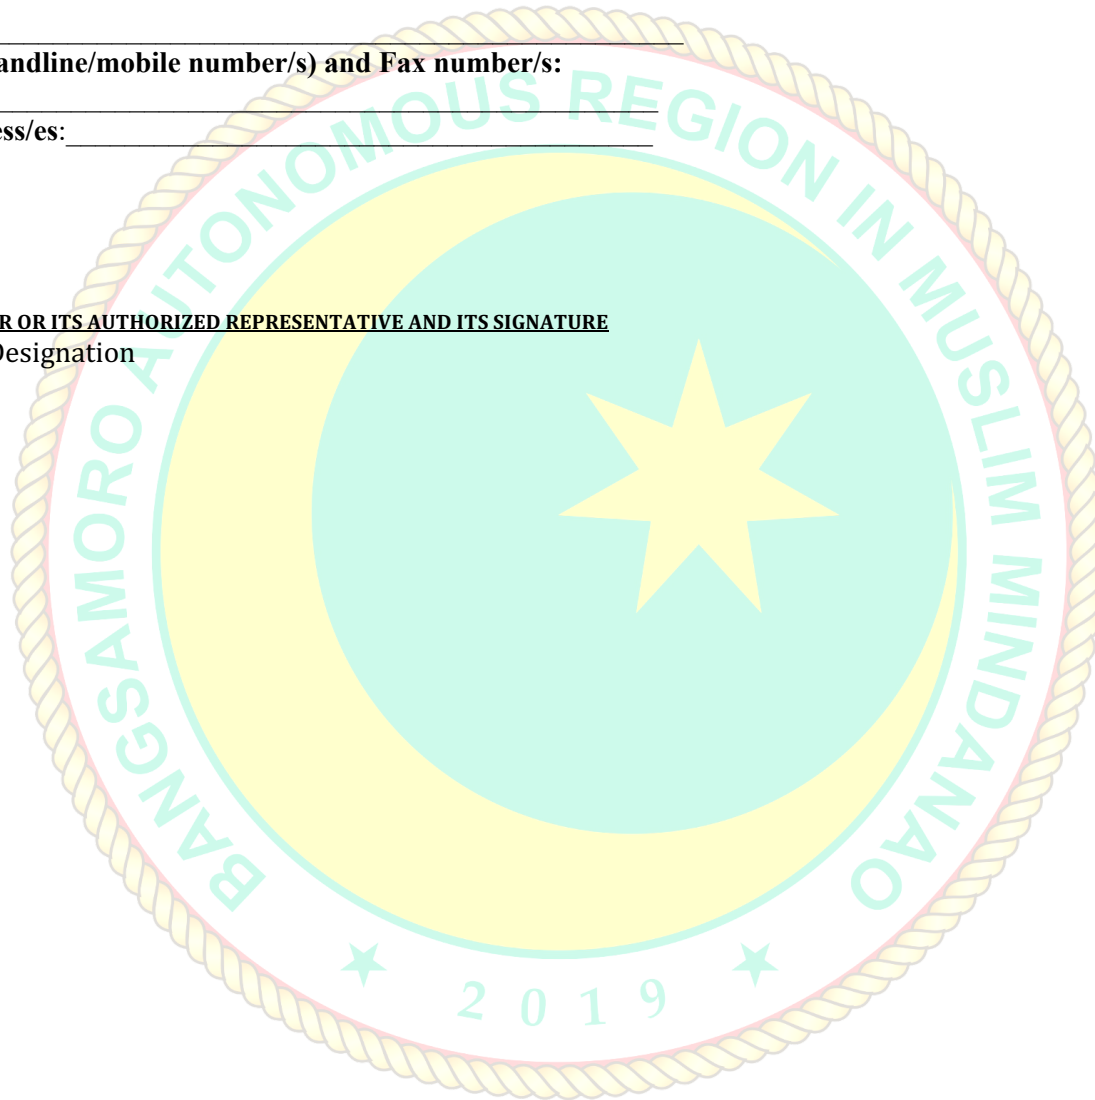 andline/mobile number/s) and Fax number/s:
ess/es:
R OR ITS AUTHORIZED REPRESENTATIVE AND ITS SIGNATURE
Designation
BANGSAMORO AUTONOMOUS REGION IN MUSLIM MINDANAO
2019